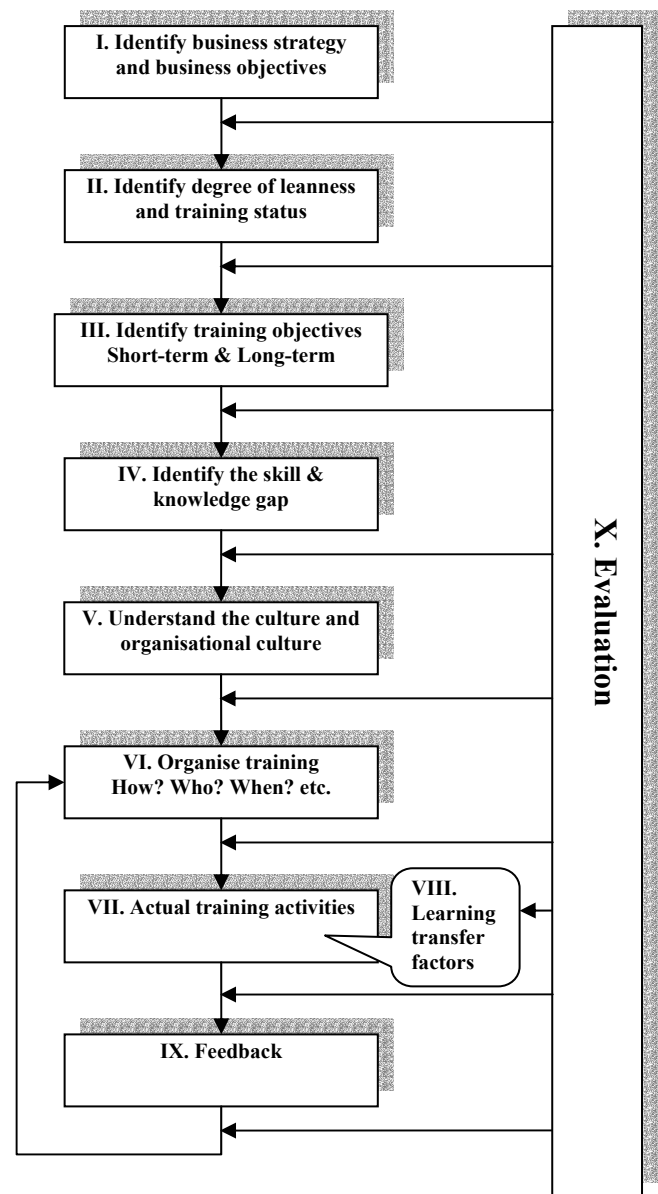 I. Identify business strategy
and business objectives
II. Identify degree of leanness
and training status
III. Identify training objectives
Short-term & Long-term
IV. Identify the skill &
knowledge gap
V. Understand the culture and
organisational culture
VI. Organise training
How? Who? When? etc.
VII. Actual training activities
VIII.
Learning
transfer
factors
IX. Feedback
X. Evaluation